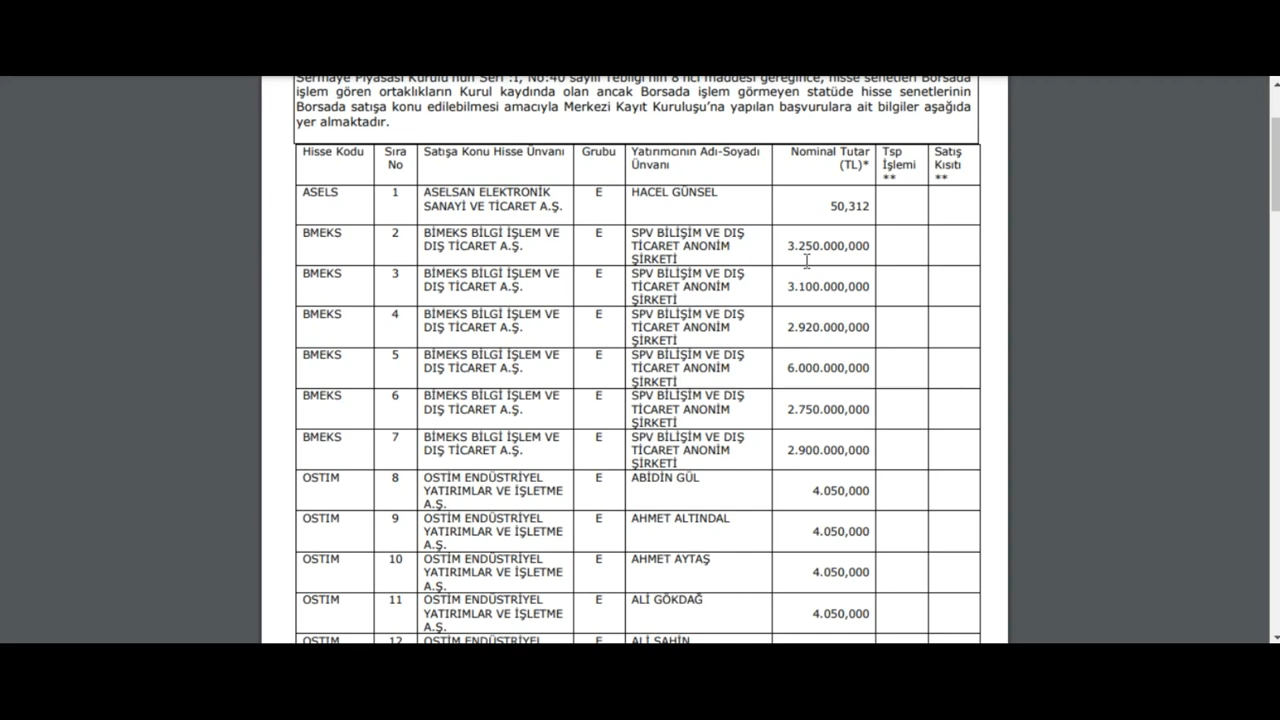 Sermaye Piyasası Kurulu'nun Seri :I, No:40 sayılı Tebliği'nin 8 nci maddesi gereğince, hisse senetleri Borsada
işlem gören ortaklıkların Kurul kaydında olan ancak Borsada işlem görmeyen statüde hisse senetlerinin
Borsada satışa konu edilebilmesi amacıyla Merkezi Kayıt Kuruluşu'na yapılan başvurulara ait bilgiler aşağıda
yer almaktadır.
Hisse Kodu Sıra Satışa Konu Hisse Ünvanı Grubu Yatırımcının Adı-Soyadı Nominal Tutar Tsp Satış
No Ünvanı (TL)* İşlemi Kısıtı
** **
ASELS 1 ASELSAN ELEKTRONİK E HACEL GÜNSEL
SANAYİ VE TİCARET A.Ş. 50,312
BMEKS 2 BİMEKS BİLGİ İŞLEM VE E SPV BİLİŞİM VE DIŞ
DIŞ TİCARET A.Ş. TİCARET ANONİM 3.250.000,000
ŞİRKETİ
BMEKS 3 BİMEKS BİLGİ İŞLEM VE E SPV BİLİŞİM VE DIŞ
DIŞ TİCARET A.Ş. TİCARET ANONİM 3.100.000,000
ŞİRKETİ
BMEKS 4 BİMEKS BİLGİ İŞLEM VE E SPV BİLİŞİM VE DIŞ
DIŞ TİCARET A.Ş. TİCARET ANONİM 2.920.000,000
ŞİRKETİ
BMEKS 5 BİMEKS BİLGİ İŞLEM VE E SPV BİLİŞİM VE DIŞ
DIŞ TİCARET A.Ş. TİCARET ANONİM 6.000.000,000
ŞİRKETİ
BMEKS 6 BİMEKS BİLGİ İŞLEM VE E SPV BİLİŞİM VE DIŞ
DIŞ TİCARET A.Ş. TİCARET ANONİM 2.750.000,000
ŞİRKETİ
BMEKS 7 BİMEKS BİLGİ İŞLEM VE E SPV BİLİŞİM VE DIŞ
DIŞ TİCARET A.Ş. TİCARET ANONİM 2.900.000,000
ŞİRKETİ
OSTIM 8 OSTİM ENDÜSTRİYEL E ABİDİN GÜL
YATIRIMLAR VE İŞLETME 4.050,000
A.Ş.
OSTIM 9 OSTİM ENDÜSTRİYEL E AHMET ALTINDAL
YATIRIMLAR VE İŞLETME 4.050,000
A.Ş.
OSTIM 10 OSTİM ENDÜSTRİYEL E AHMET AYTAŞ
YATIRIMLAR VE İŞLETME 4.050,000
A.Ş.
OSTIM 11 OSTİM ENDÜSTRİYEL E ALİ GÖKDAĞ
YATIRIMLAR VE İŞLETME 4.050,000
A.Ş.
OSTIM 12 OSTİM ENDÜSTRİYEL E ALİ ŞAHİN